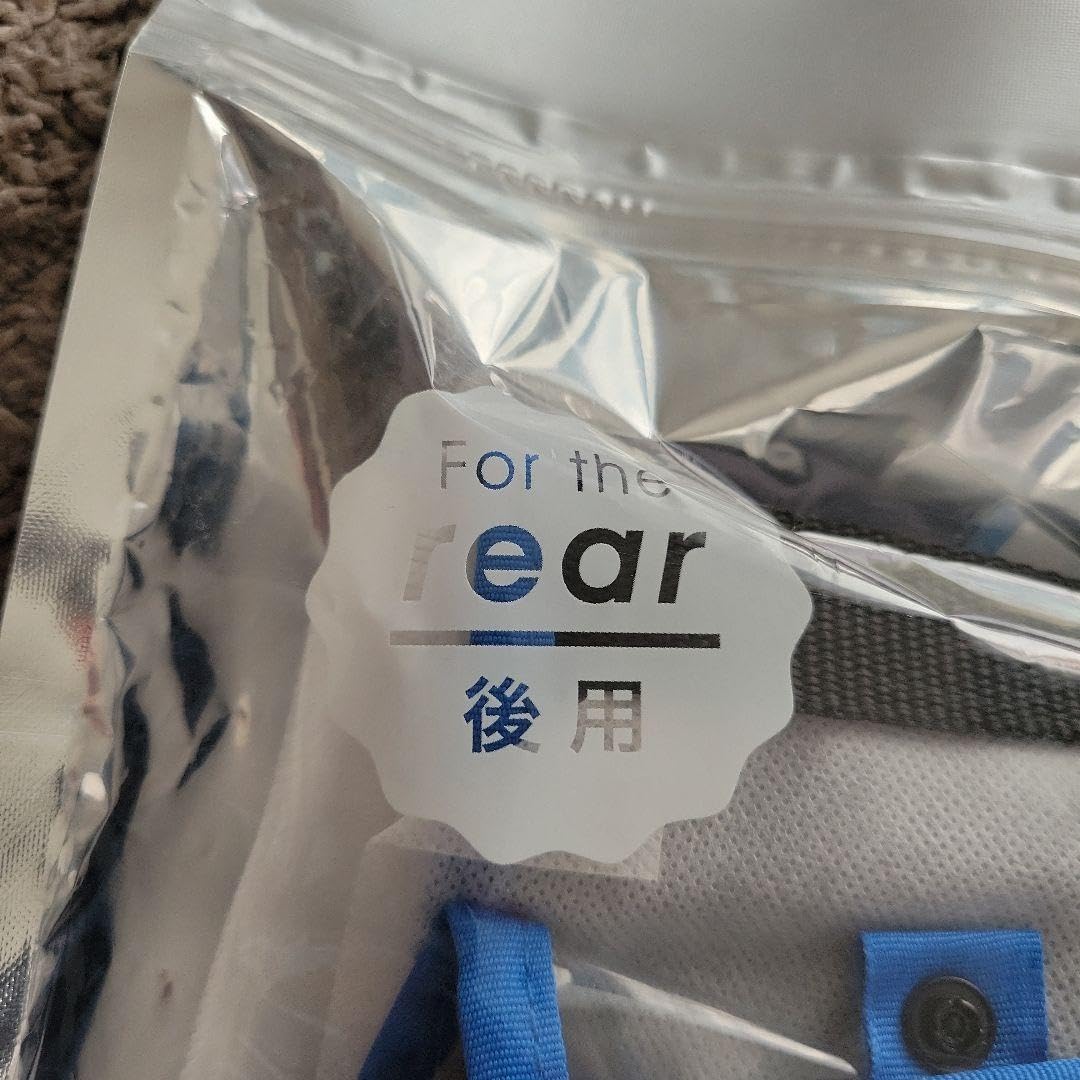 For the
rear
後用